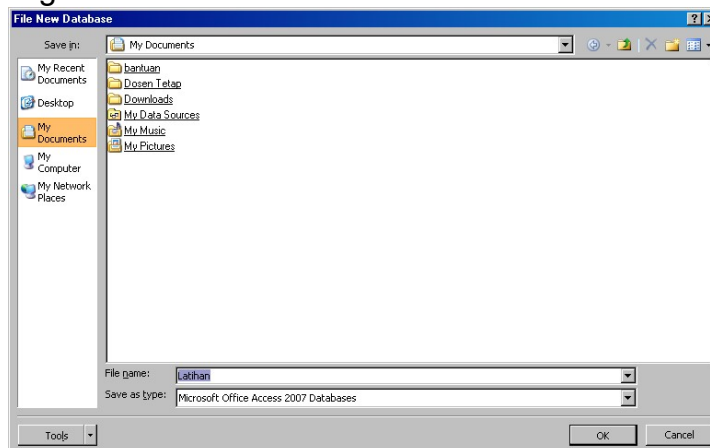 File New Database
Save in:
My Documents
My Recent
Documents
Desktop
My
Documents
My
Computer
My Network
Places
bantuan
Dosen Tetap
Downloads
My Data Sources
My Music
My Pictures
File name:
Latihan
Save as type:
Microsoft Office Access 2007 Databases
Tools
OK
Cancel